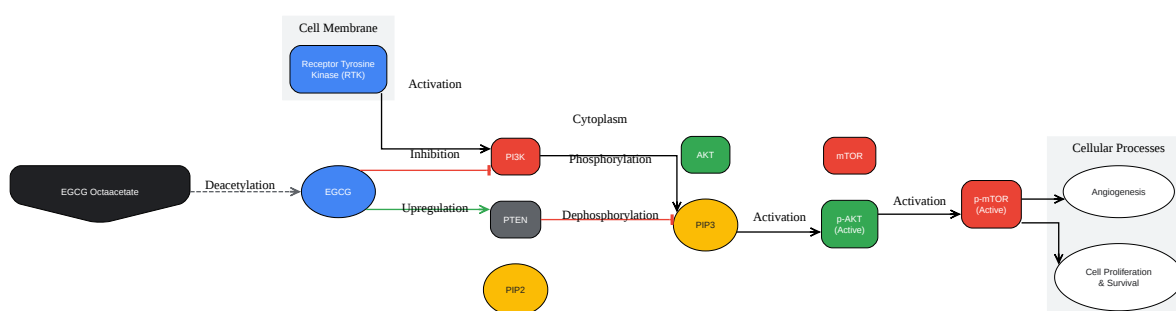 Cell Membrane
Receptor Tyrosine
Kinase (RTK)
Activation
Cytoplasm
Inhibition
PI3K
Phosphorylation
AKT
mTOR
Cellular Processes
EGCG Octaacetate
Deacetylation
EGCG
Upregulation
PTEN
Dephosphorylation
PIP3
Activation
p-AKT
(Active)
Activation
p-mTOR
(Active)
Angiogenesis
Cell Proliferation
& Survival
PIP2